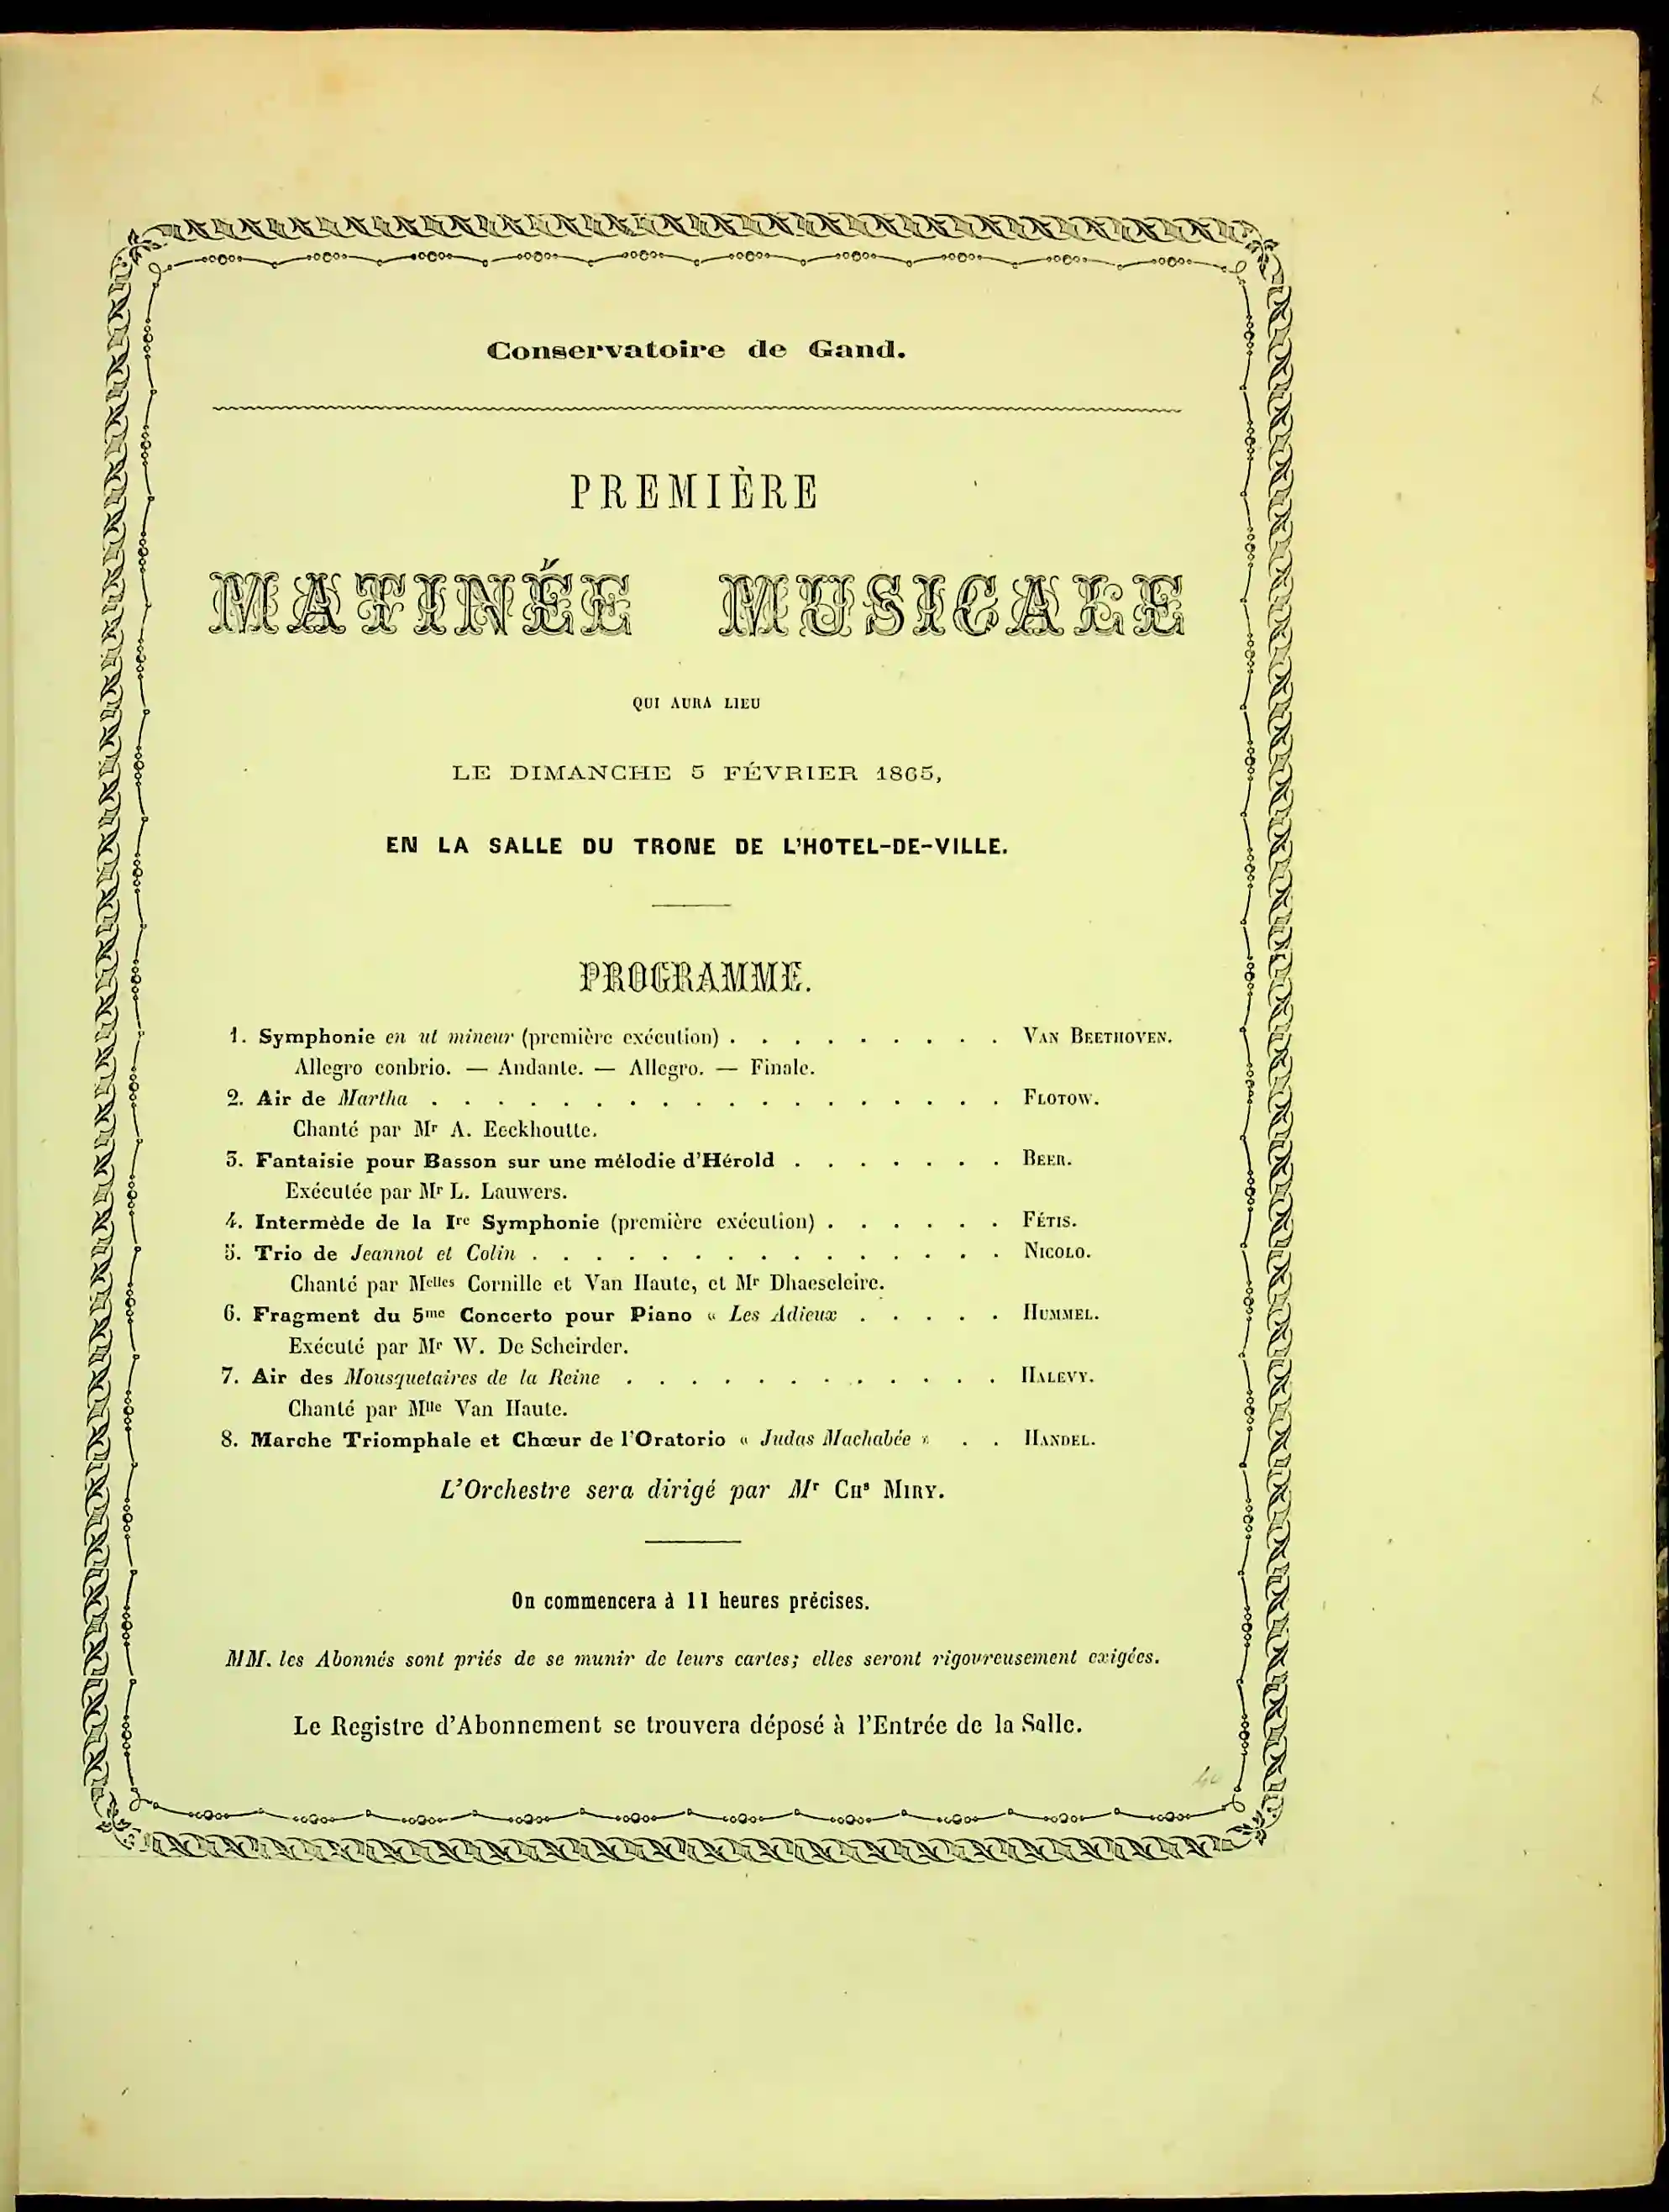 Conservatoire de Gand.
PREMIÈRE
MATINÉE MUSICALE
QUI AURA LIEU
LE DIMANCHE 5 FÉVRIER 1865,
EN LA SALLE DU TRONE DE L'HOTEL-DE-VILLE.
PROGRAMME.
1. Symphonie en ut mineur (première exécution) . . . . . . . . . VAN BEETHOVEN.
Allegro conbrio. — Andante. — Allegro. — Finale.
2. Air de Martha . . . . . . . . . . . . . . . . . . FLOTOW.
Chanté par Mr A. Eeckhoutte.
3. Fantaisie pour Basson sur une mélodie d'Hérold . . . . . . . BEER.
Exécutée par Mr L. Lauwers.
4. Intermède de la Ire Symphonie (première exécution) . . . . . . FÉTIS.
5. Trio de Jeannot et Colin . . . . . . . . . . . . . . . NICOLO.
Chanté par Melles Cornille et Van Haute, et Mr Dhaeseleire.
6. Fragment du 5me Concerto pour Piano « Les Adieux . . . . . HUMMEL.
Exécuté par Mr W. De Scheirder.
7. Air des Mousquetaires de la Reine . . . . . . . . . . . . HALEVY.
Chanté par Mlle Van Haute.
8. Marche Triomphale et Chœur de l'Oratorio « Judas Machabée » . . HANDEL.
L'Orchestre sera dirigé par Mr CHs MIRY.
On commencera à 11 heures précises.
MM. les Abonnés sont priés de se munir de leurs cartes; elles seront rigoureusement exigées.
Le Registre d'Abonnement se trouvera déposé à l'Entrée de la Salle.